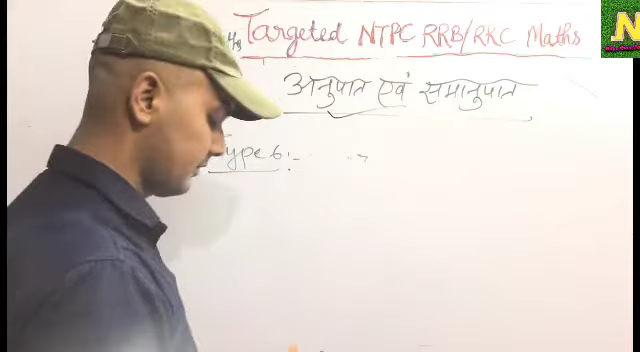 Targeted NTPC RRB/RRC Maths
अनुपात एवं समानुपात
Type 6:-